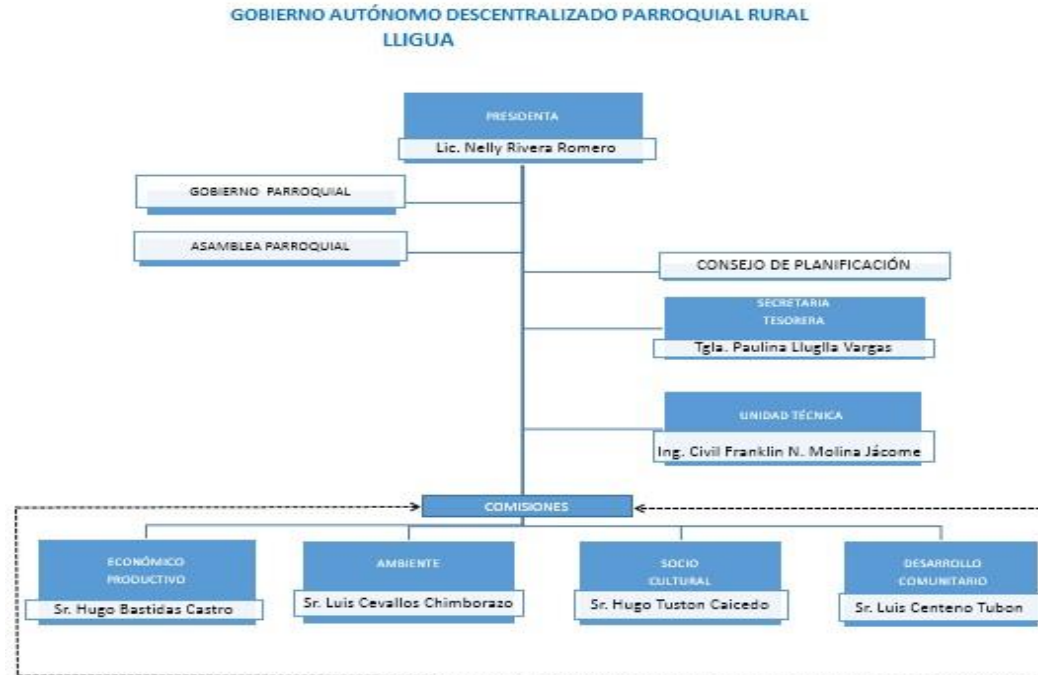 GOBIERNO AUTÓNOMO DESCENTRALIZADO PARROQUIAL RURAL
LLIGUA
PRESIDENTA
Lic. Nelly Rivera Romero
GOBIERNO PARROQUIAL
ASAMBLEA PARROQUIAL
CONSEJO DE PLANIFICACIÓN
SECRETARIA
TESORERA
Tgla. Paulina Lluglla Vargas
UNIDAD TÉCNICA
Ing. Civil Franklin N. Molina Jácome
COMISIONES
ECONÓMICO
PRODUCTIVO
Sr. Hugo Bastidas Castro
AMBIENTE
Sr. Luis Cevallos Chimborazo
SOCIO
CULTURAL
Sr. Hugo Tuston Caicedo
DESARROLLO
COMUNITARIO
Sr. Luis Centeno Tubon